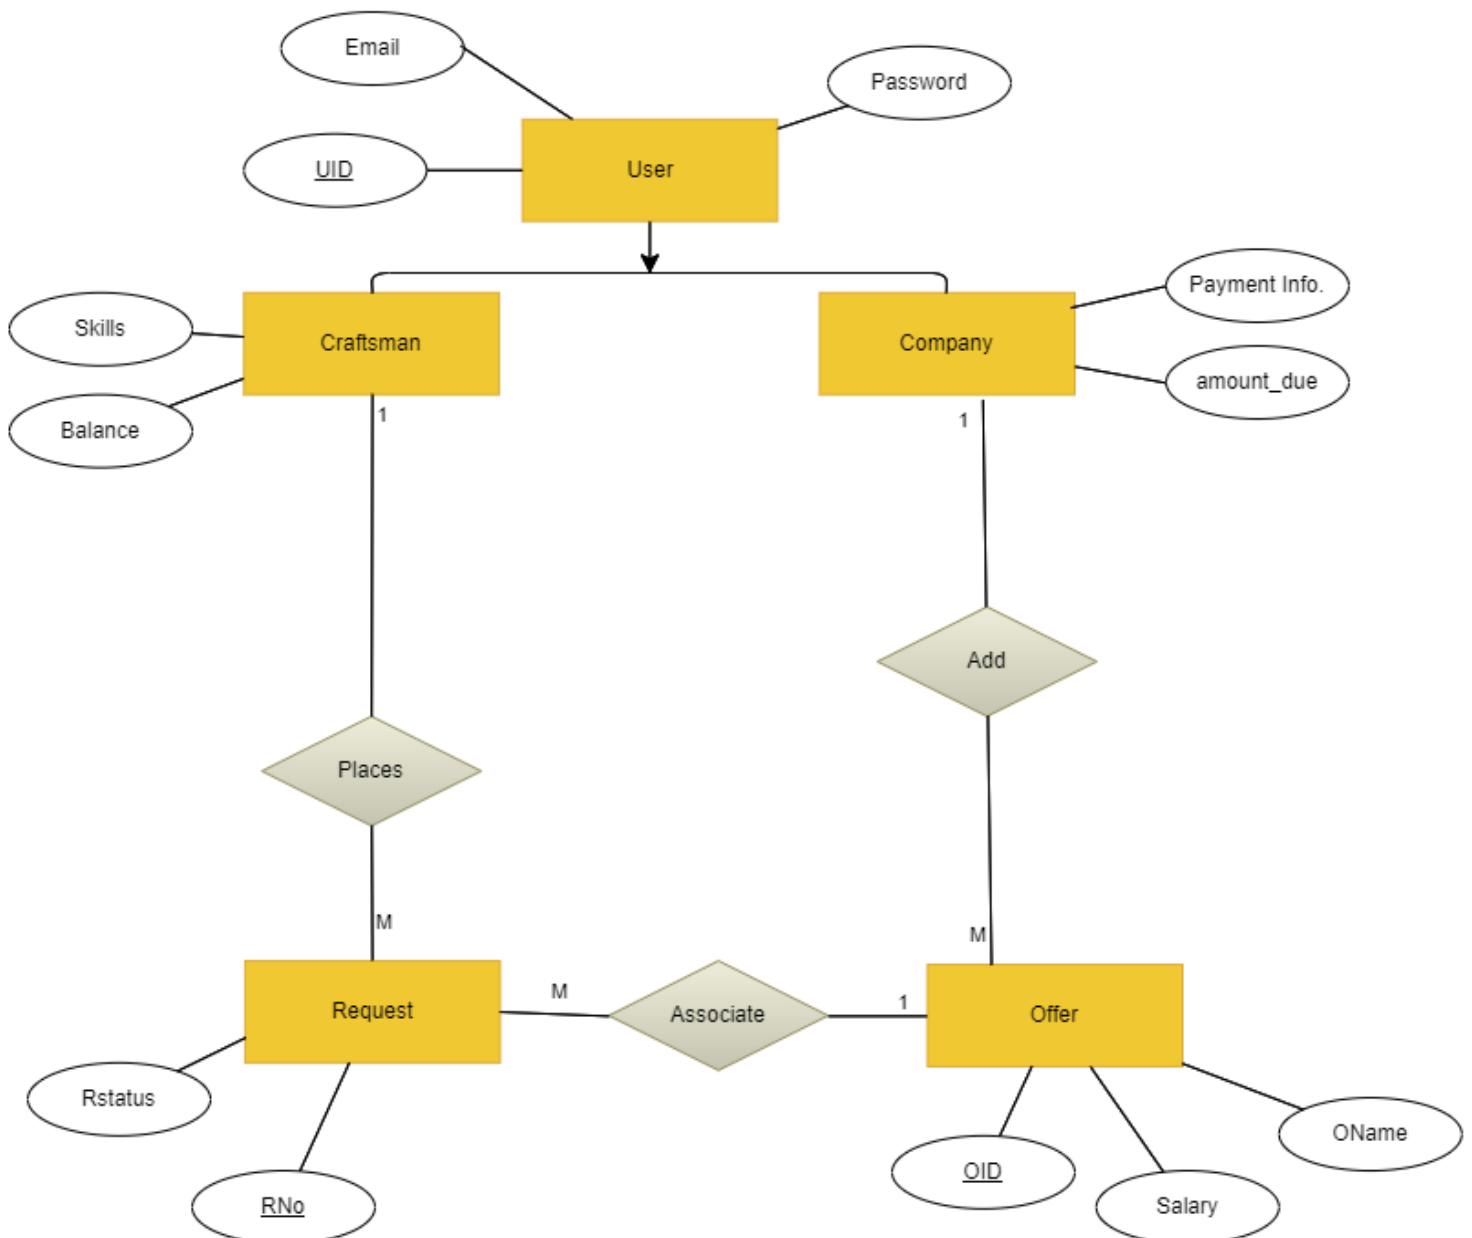 Email
Password
UID
User
Payment Info.
Skills
Craftsman
Company
amount_due
Balance
1
1
Add
Places
M
M
Request
M
Associate
1
Offer
Rstatus
OName
OID
RNo
Salary